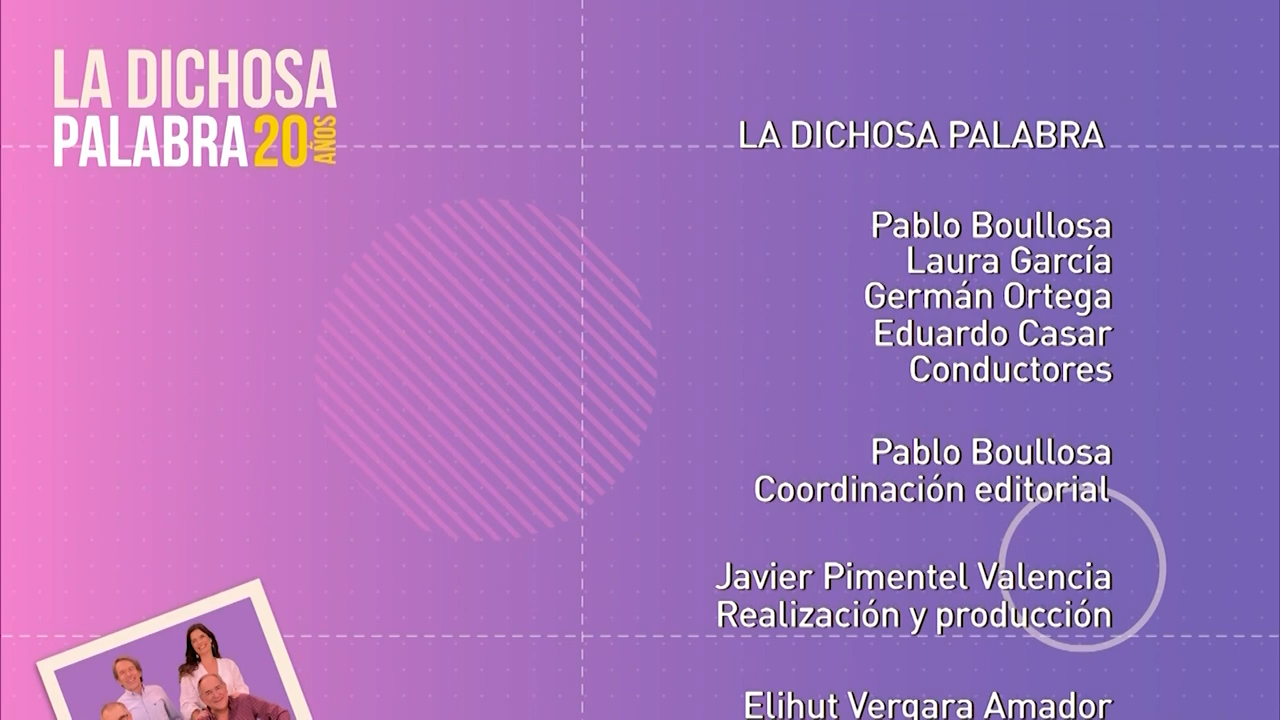 LA DICHOSA
PALABRA 20 AÑOS
LA DICHOSA PALABRA
Pablo Boullosa
Laura García
Germán Ortega
Eduardo Casar
Conductores
Pablo Boullosa
Coordinación editorial
Javier Pimentel Valencia
Realización y producción
Elihut Vergara Amador